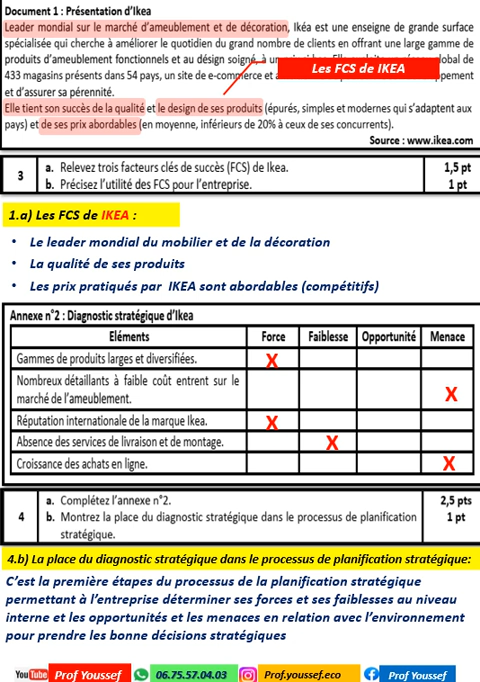 Document 1 : Présentation d'Ikea
Leader mondial sur le marché d'ameublement et de décoration, Ikéa est une enseigne de grande surface
spécialisée qui cherche à améliorer le quotidien du grand nombre de clients en offrant une large gamme de
produits d'ameublement fonctionnels et au désign soigné, à un lobal de
Les FCS de IKEA
433 magasins présents dans 54 pays, un site de e-commerce et a ppement
et d'assurer sa pérennité.
Elle tient son succès de la qualité et le design de ses produits (épurés, simples et modernes qui s'adaptent aux
pays) et de ses prix abordables (en moyenne, inférieurs de 20% à ceux de ses concurrents).
Source : www.ikea.com
3 a. Relevez trois facteurs clés de succès (FCS) de Ikea. 1,5 pt
b. Précisez l'utilité des FCS pour l'entreprise. 1 pt
1.a) Les FCS de IKEA :
• Le leader mondial du mobilier et de la décoration
• La qualité de ses produits
• Les prix pratiqués par IKEA sont abordables (compétitifs)
Annexe n°2 : Diagnostic stratégique d'Ikea
Eléments Force Faiblesse Opportunité Menace
Gammes de produits larges et diversifiées. X
Nombreux détaillants à faible coût entrent sur le
marché de l'ameublement. X
Réputation internationale de la marque Ikea. X
Absence des services de livraison et de montage. X
Croissance des achats en ligne. X
4 a. Complétez l'annexe n°2. 2,5 pts
b. Montrez la place du diagnostic stratégique dans le processus de planification 1 pt
stratégique.
4.b) La place du diagnostic stratégique dans le processus de planification stratégique:
C'est la première étapes du processus de la planification stratégique
permettant à l'entreprise déterminer ses forces et ses faiblesses au niveau
interne et les opportunités et les menaces en relation avec l'environnement
pour prendre les bonne décisions stratégiques
YouTube Prof Youssef 06.75.57.04.03 Prof.youssef.eco Prof Youssef